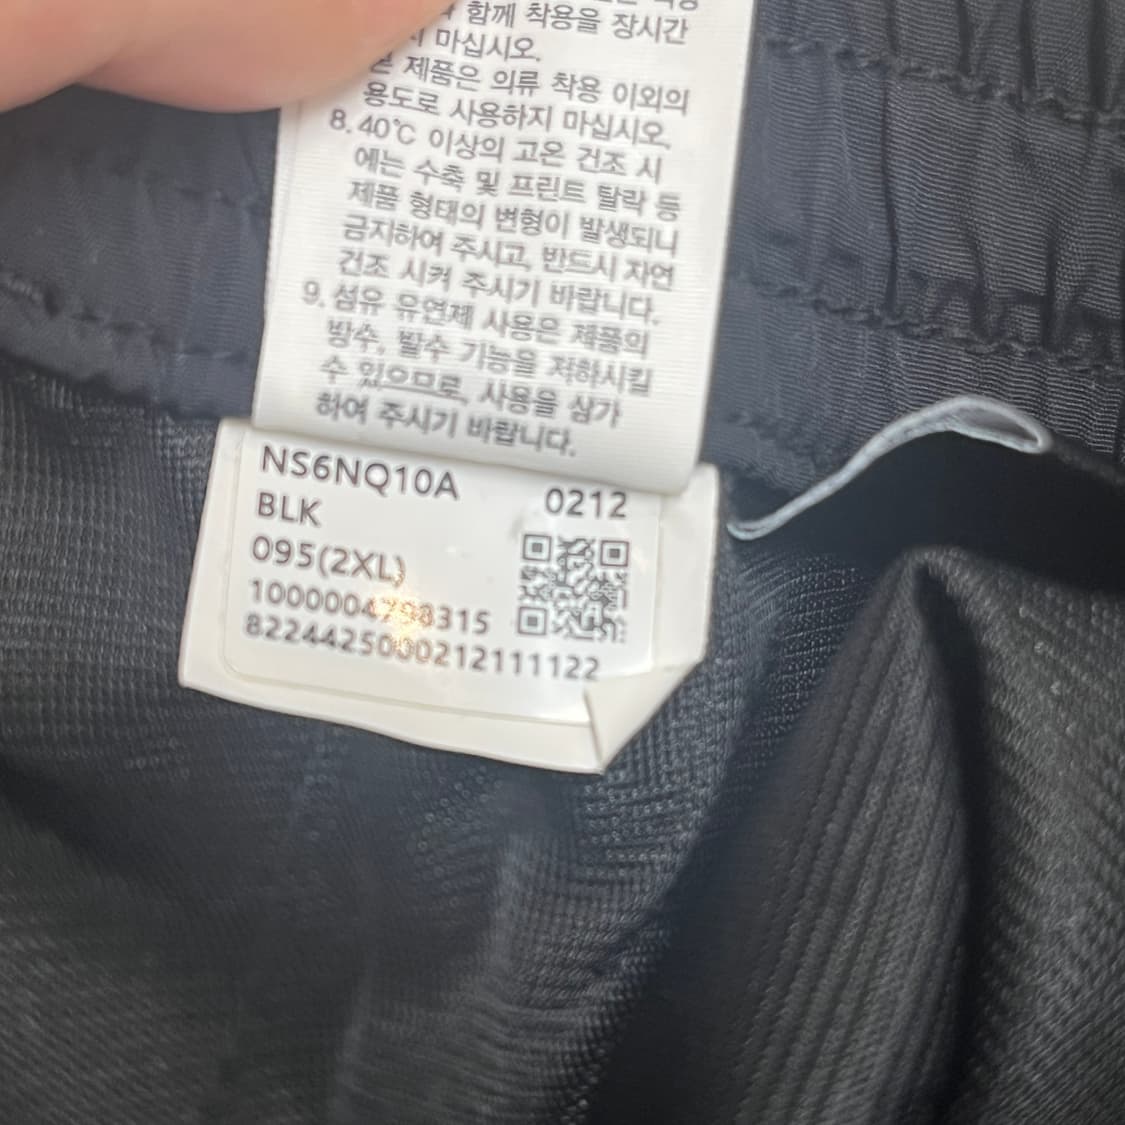 함께 착용을 장시간
마십시오.
제품은 의류 착용 이외의
용도로 사용하지 마십시오.
8. 40℃ 이상의 고온 건조 시
에는 수축 및 프린트 탈락 등
제품 형태의 변형이 발생되니
금지하여 주시고, 반드시 자연
건조 시켜 주시기 바랍니다.
9. 섬유 유연제 사용은 제품의
방수, 발수 기능을 저하시킬
수 있으므로, 사용을 삼가
하여 주시기 바랍니다.
NS6NQ10A
BLK 0212
095(2XL)